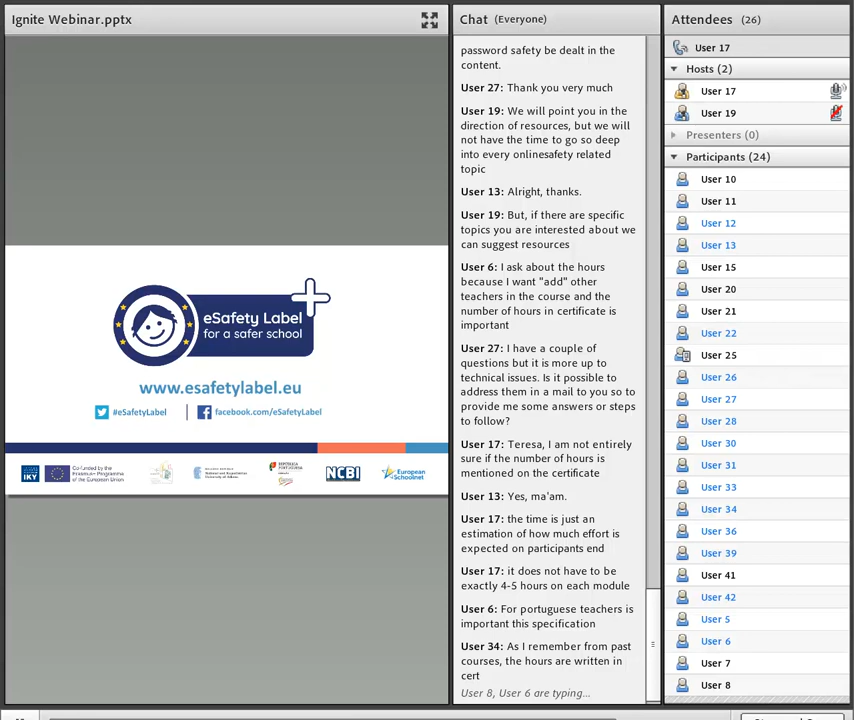 Ignite Webinar.pptx
eSafety Label
for a safer school
www.esafetylabel.eu
#eSafetyLabel
facebook.com/eSafetyLabel
IKY
Co-funded by the
Erasmus+ Programme
of the European Union
NCBI
European
Schoolnet
Chat (Everyone)
password safety be dealt in the
content.
User 27: Thank you very much
User 19: We will point you in the
direction of resources, but we will
not have the time to go so deep
into every onlinesafety related
topic
User 13: Alright, thanks.
User 19: But, if there are specific
topics you are interested about we
can suggest resources
User 6: I ask about the hours
because I want "add" other
teachers in the course and the
number of hours in certificate is
important
User 27: I have a couple of
questions but it is more up to
technical issues. Is it possible to
address them in a mail to you so to
provide me some answers or steps
to follow?
User 17: Teresa, I am not entirely
sure if the number of hours is
mentioned on the certificate
User 13: Yes, ma'am.
User 17: the time is just an
estimation of how much effort is
expected on participants end
User 17: it does not have to be
exactly 4-5 hours on each module
User 6: For portuguese teachers is
important this specification
User 34: As I remember from past
courses, the hours are written in
cert
User 8, User 6 are typing...
Attendees (26)
User 17
Hosts (2)
User 17
User 19
Presenters (0)
Participants (24)
User 10
User 11
User 12
User 13
User 15
User 20
User 21
User 22
User 25
User 26
User 27
User 28
User 30
User 31
User 33
User 34
User 36
User 39
User 41
User 42
User 5
User 6
User 7
User 8